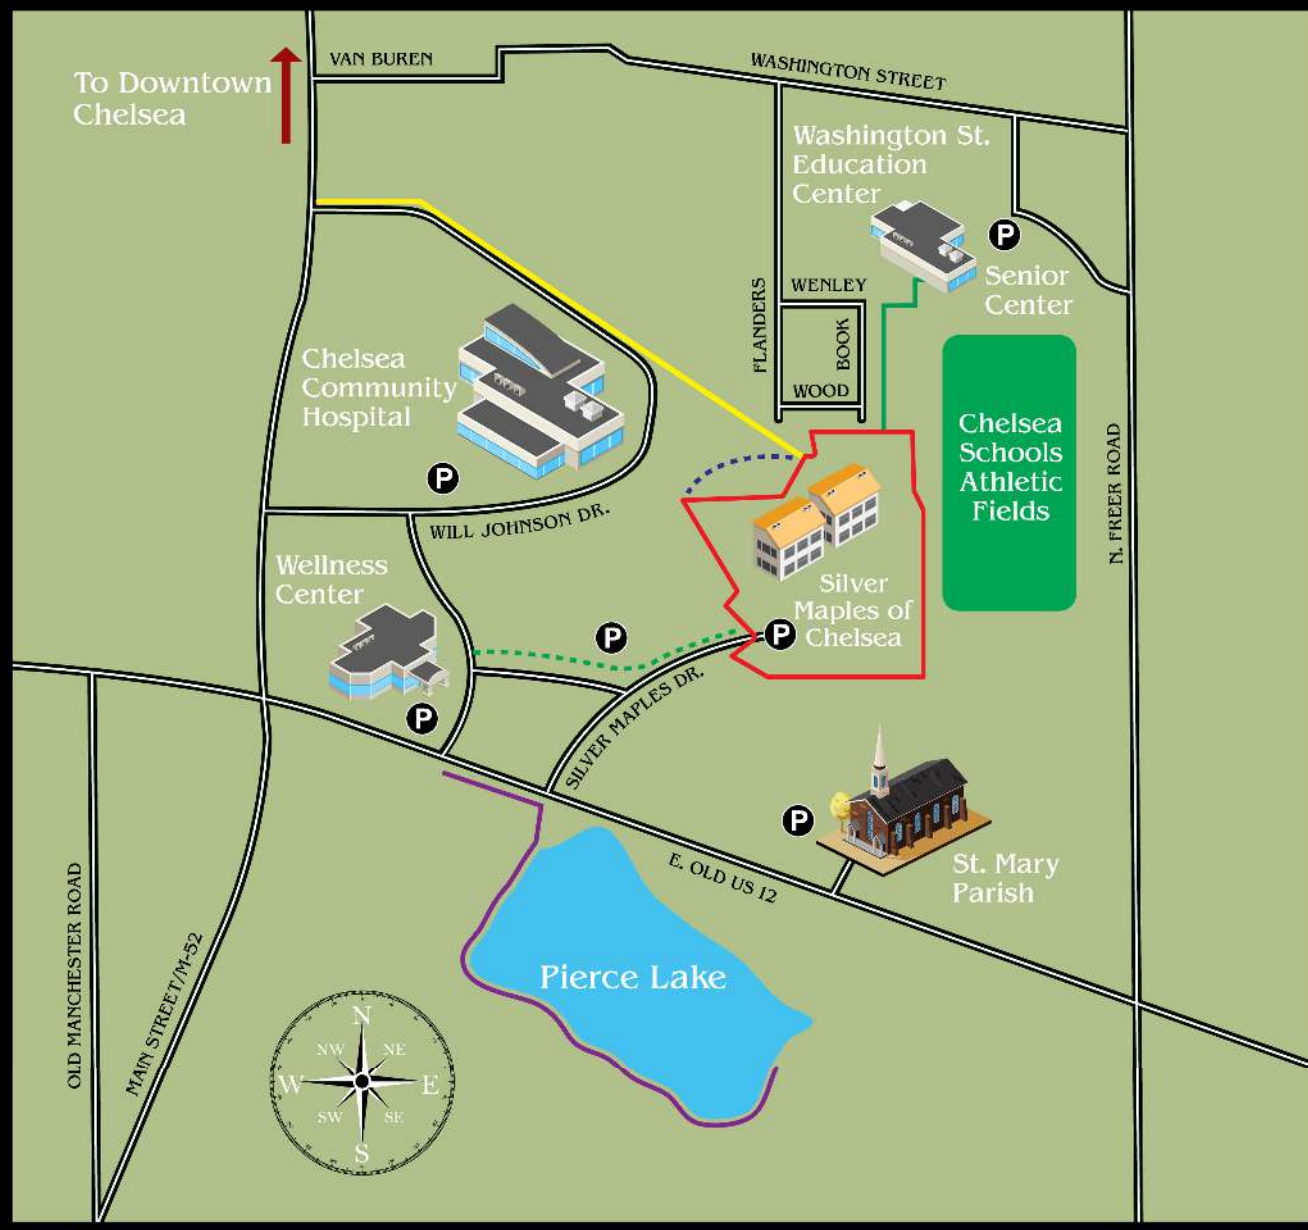 VAN BUREN
WASHINGTON STREET
To Downtown
Chelsea
Washington St.
Education
Center
P
Senior
Center
WENLEY
FLANDERS
BOOK
WOOD
Chelsea
Community
Hospital
P
Chelsea
Schools
Athletic
Fields
N. FREER ROAD
WILL JOHNSON DR.
Wellness
Center
Silver
Maples of
Chelsea
P
P
P
SILVER MAPLES DR.
P
St. Mary
Parish
E. OLD US 12
OLD MANCHESTER ROAD
MAIN STREET/M-52
Pierce Lake
N
NW
NE
W
E
SW
SE
S